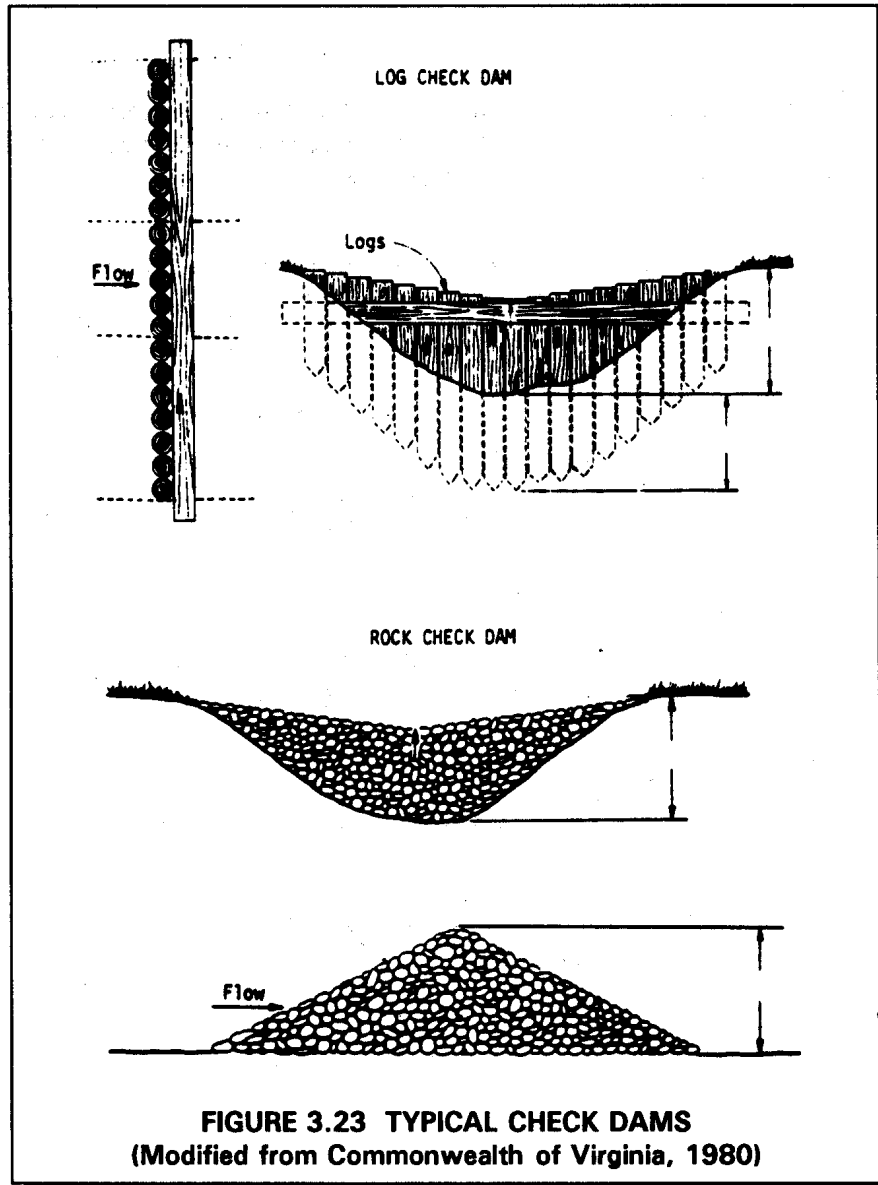 LOG CHECK DAM
Logs
Flow
ROCK CHECK DAM
Flow
FIGURE 3.23 TYPICAL CHECK DAMS
(Modified from Commonwealth of Virginia, 1980)